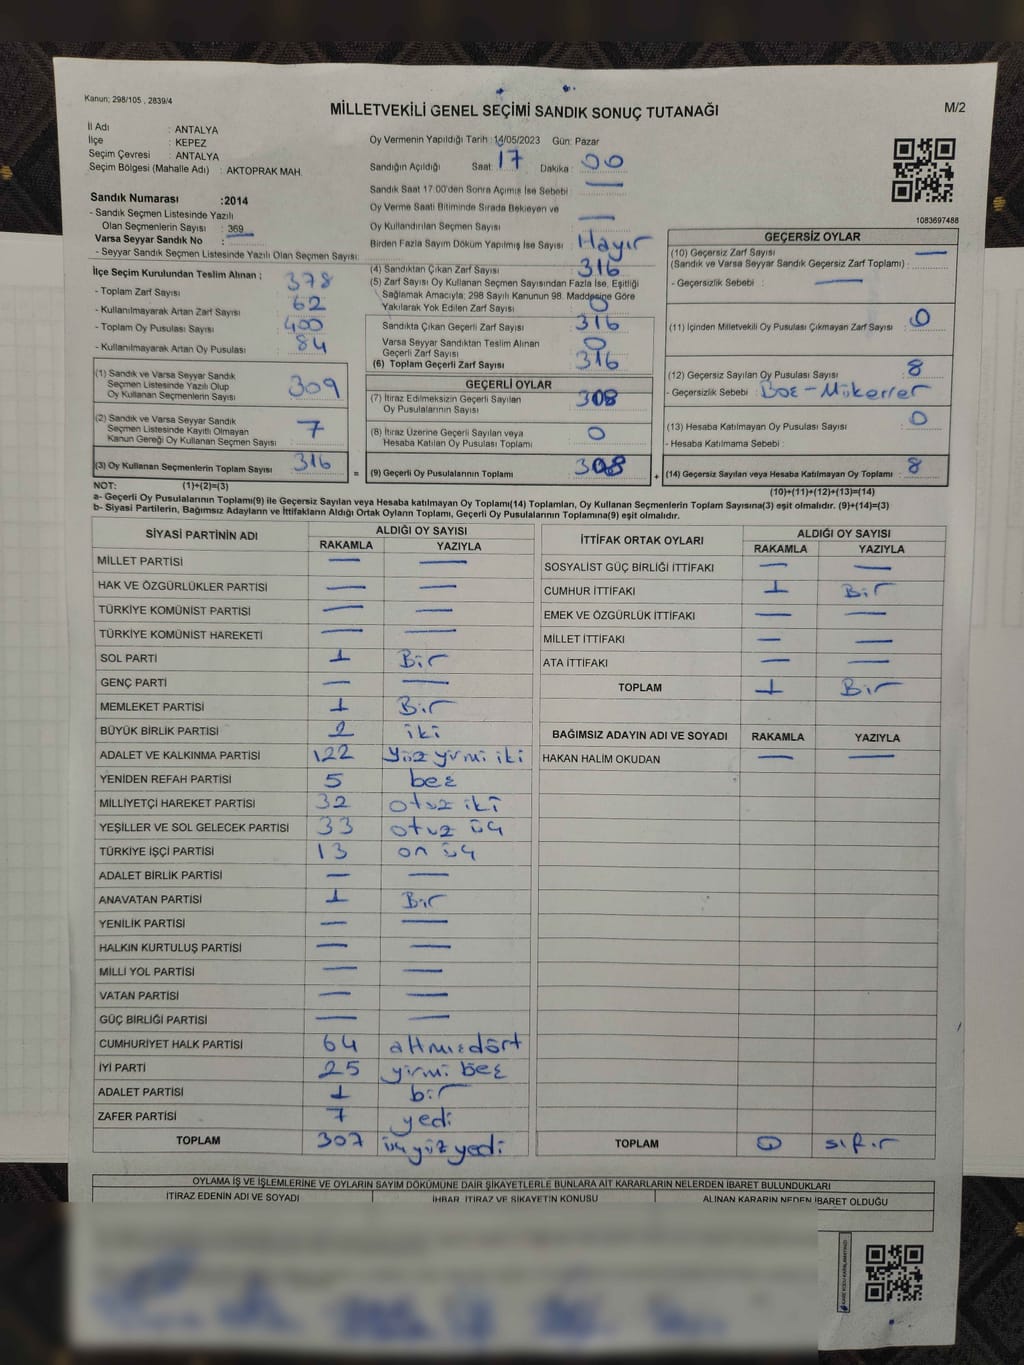 Kanun; 298/105 , 2839/4
MİLLETVEKİLİ GENEL SEÇİMİ SANDIK SONUÇ TUTANAĞI
M/2
İl Adı : ANTALYA
İlçe : KEPEZ
Seçim Çevresi : ANTALYA
Seçim Bölgesi (Mahalle Adı) : AKTOPRAK MAH.
Sandık Numarası :2014
- Sandık Seçmen Listesinde Yazılı
Olan Seçmenlerin Sayısı : 369
Varsa Seyyar Sandık No :
- Seyyar Sandık Seçmen Listesinde Yazılı Olan Seçmen Sayısı:
Oy Vermenin Yapıldığı Tarih : 14/05/2023 Gün: Pazar
Sandığın Açıldığı Saat: 17 Dakika : 00
Sandık Saat 17:00'den Sonra Açımış İse Sebebi : —
Oy Verme Saati Bitiminde Sırada Bekleyen ve
Oy Kullandırılan Seçmen Sayısı : —
Birden Fazla Sayım Döküm Yapılmış İse Sayısı : Hayır
1083697488
İlçe Seçim Kurulundan Teslim Alınan ;
- Toplam Zarf Sayısı 378
- Kullanılmayarak Artan Zarf Sayısı 62
- Toplam Oy Pusulası Sayısı 400
- Kullanılmayarak Artan Oy Pusulası 84
(1) Sandık ve Varsa Seyyar Sandık
Seçmen Listesinde Yazılı Olup
Oy Kullanan Seçmenlerin Sayısı 309
(2) Sandık ve Varsa Seyyar Sandık
Seçmen Listesinde Kayıtlı Olmayan
Kanun Gereği Oy Kullanan Seçmen Sayısı 7
(3) Oy Kullanan Seçmenlerin Toplam Sayısı 316 =
(4) Sandıktan Çıkan Zarf Sayısı 316
(5) Zarf Sayısı Oy Kullanan Seçmen Sayısından Fazla İse, Eşitliği
Sağlamak Amacıyla; 298 Sayılı Kanunun 98. Maddesine Göre
Yakılarak Yok Edilen Zarf Sayısı 0
Sandıkta Çıkan Geçerli Zarf Sayısı 316
Varsa Seyyar Sandıktan Teslim Alınan
Geçerli Zarf Sayısı 0
(6) Toplam Geçerli Zarf Sayısı 316
GEÇERLİ OYLAR
(7) İtiraz Edilmeksizin Geçerli Sayılan
Oy Pusulalarının Sayısı 308
(8) İtiraz Üzerine Geçerli Sayılan veya
Hesaba Katılan Oy Pusulası Toplamı 0
(9) Geçerli Oy Pusulalarının Toplamı 308 +
GEÇERSİZ OYLAR
(10) Geçersiz Zarf Sayısı —
(Sandık ve Varsa Seyyar Sandık Geçersiz Zarf Toplamı) :
- Geçersizlik Sebebi : —
(11) İçinden Milletvekili Oy Pusulası Çıkmayan Zarf Sayısı 0
(12) Geçersiz Sayılan Oy Pusulası Sayısı 8
- Geçersizlik Sebebi Boş - Mükerrer
(13) Hesaba Katılmayan Oy Pusulası Sayısı 0
- Hesaba Katılmama Sebebi :
(14) Geçersiz Sayılan veya Hesaba Katılmayan Oy Toplamı : 8
NOT: (1)+(2)=(3) (10)+(11)+(12)+(13)=(14)
a- Geçerli Oy Pusulalarının Toplamı(9) ile Geçersiz Sayılan veya Hesaba katılmayan Oy Toplamı(14) Toplamları, Oy Kullanan Seçmenlerin Toplam Sayısına(3) eşit olmalıdır. (9)+(14)=(3)
b- Siyasi Partilerin, Bağımsız Adayların ve İttifakların Aldığı Ortak Oyların Toplamı, Geçerli Oy Pusulalarının Toplamına(9) eşit olmalıdır.
SİYASİ PARTİNİN ADI ALDIĞI OY SAYISI
RAKAMLA YAZIYLA
MİLLET PARTİSİ — —
HAK VE ÖZGÜRLÜKLER PARTİSİ — —
TÜRKİYE KOMÜNİST PARTİSİ — —
TÜRKİYE KOMÜNİST HAREKETİ — —
SOL PARTİ 1 Bir
GENÇ PARTİ — —
MEMLEKET PARTİSİ 1 Bir
BÜYÜK BİRLİK PARTİSİ 2 iki
ADALET VE KALKINMA PARTİSİ 122 yüz yirmi iki
YENİDEN REFAH PARTİSİ 5 beş
MİLLİYETÇİ HAREKET PARTİSİ 32 otuz iki
YEŞİLLER VE SOL GELECEK PARTİSİ 33 otuz üç
TÜRKİYE İŞÇİ PARTİSİ 13 on üç
ADALET BİRLİK PARTİSİ — —
ANAVATAN PARTİSİ 1 Bir
YENİLİK PARTİSİ — —
HALKIN KURTULUŞ PARTİSİ — —
MİLLİ YOL PARTİSİ — —
VATAN PARTİSİ — —
GÜÇ BİRLİĞİ PARTİSİ — —
CUMHURİYET HALK PARTİSİ 64 altmışdört
İYİ PARTİ 25 yirmi beş
ADALET PARTİSİ 1 bir
ZAFER PARTİSİ 7 yedi
TOPLAM 307 üçyüz yedi
İTTİFAK ORTAK OYLARI ALDIĞI OY SAYISI
RAKAMLA YAZIYLA
SOSYALİST GÜÇ BİRLİĞİ İTTİFAKI — —
CUMHUR İTTİFAKI 1 Bir
EMEK VE ÖZGÜRLÜK İTTİFAKI — —
MİLLET İTTİFAKI — —
ATA İTTİFAKI — —
TOPLAM 1 Bir
BAĞIMSIZ ADAYIN ADI VE SOYADI RAKAMLA YAZIYLA
HAKAN HALİM OKUDAN — —
TOPLAM 0 sıfır
OYLAMA İŞ VE İŞLEMLERİNE VE OYLARIN SAYIM DÖKÜMÜNE DAİR ŞİKAYETLERLE BUNLARA AİT KARARLARIN NELERDEN İBARET BULUNDUKLARI
İTİRAZ EDENİN ADI VE SOYADI İHBAR, İTİRAZ VE ŞİKAYETİN KONUSU ALINAN KARARIN NEDEN İBARET OLDUĞU